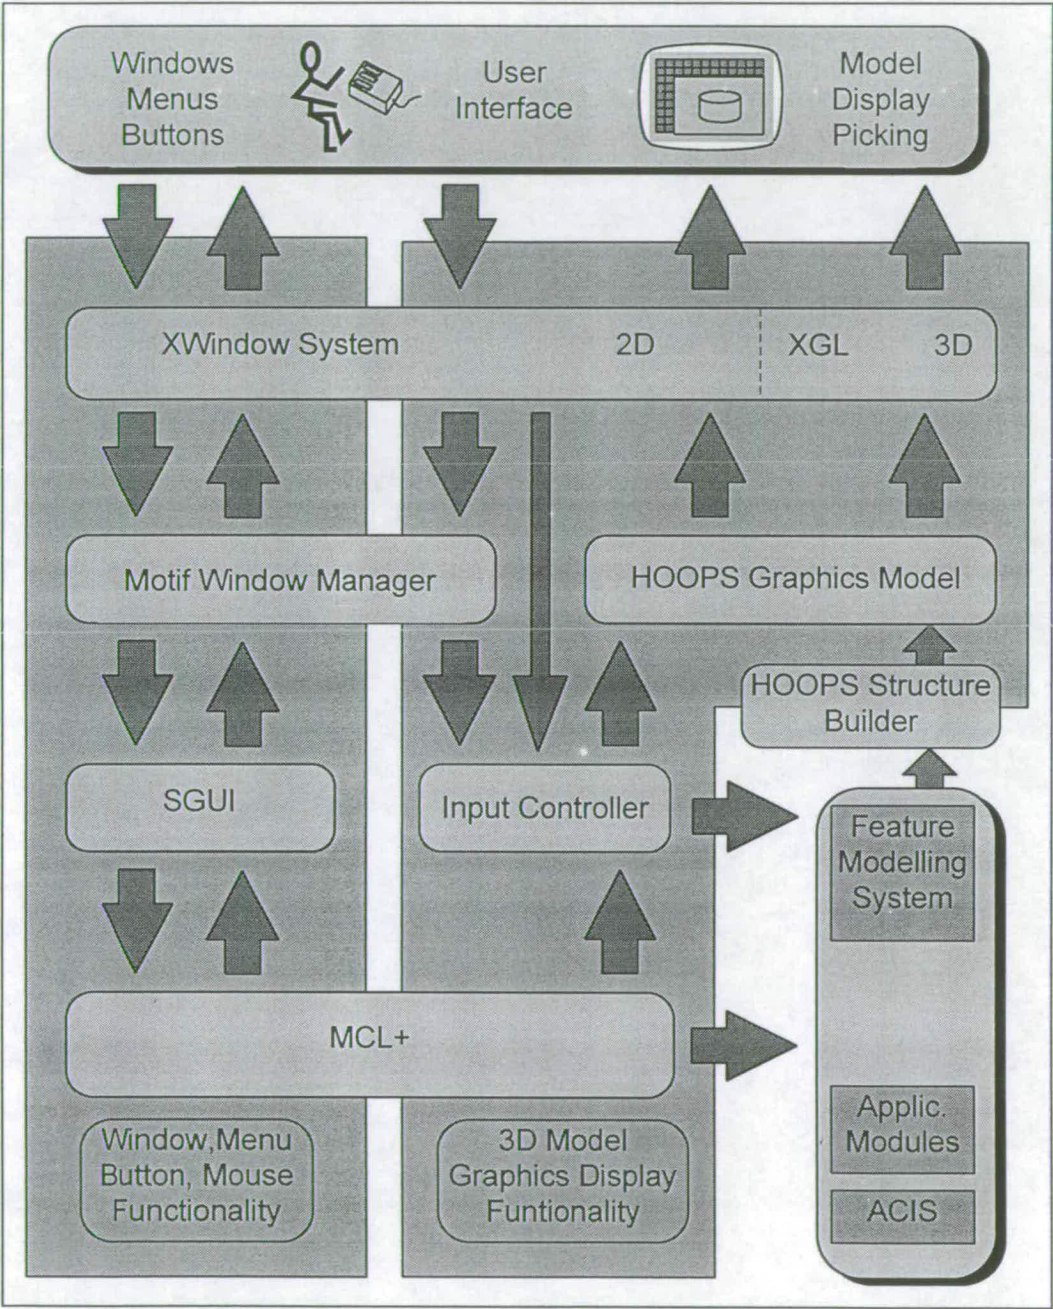 Windows
Menus
Buttons
User
Interface
Model
Display
Picking
XWindow System
2D
XGL
3D
Motif Window Manager
HOOPS Graphics Model
HOOPS Structure
Builder
SGUI
Input Controller
Feature
Modelling
System
MCL+
Applic.
Modules
ACIS
Window,Menu
Button, Mouse
Functionality
3D Model
Graphics Display
Funtionality